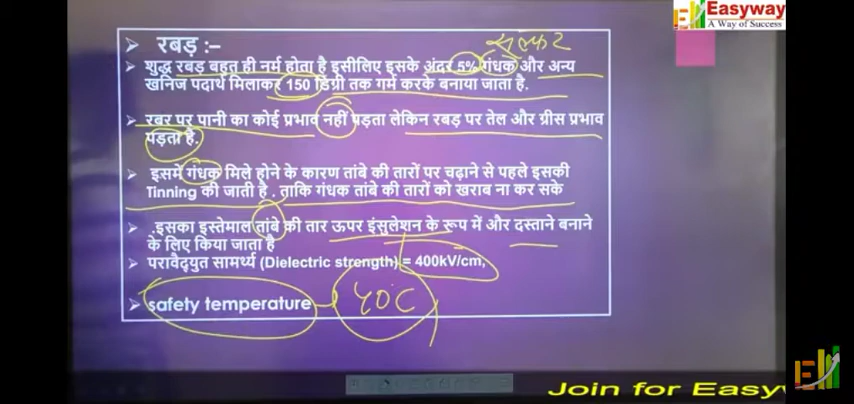 Easyway
A Way of Success
रबड़ :–
सल्फर
शुद्ध रबड़ बहुत ही नर्म होता है इसीलिए इसके अंदर 5% गंधक और अन्य
खनिज पदार्थ मिलाकर 150 डिग्री तक गर्म करके बनाया जाता है.
रबर पर पानी का कोई प्रभाव नहीं पड़ता लेकिन रबड़ पर तेल और ग्रीस प्रभाव
पड़ता है.
इसमें गंधक मिले होने के कारण तांबे की तारों पर चढ़ाने से पहले इसकी
Tinning की जाती है . ताकि गंधक तांबे की तारों को खराब ना कर सके
.इसका इस्तेमाल तांबे की तार ऊपर इंसुलेशन के रूप में और दस्ताने बनाने
के लिए किया जाता है
परावैद्युत सामर्थ्य (Dielectric strength) = 400kV/cm,
safety temperature – 40°C
Join for Easyw